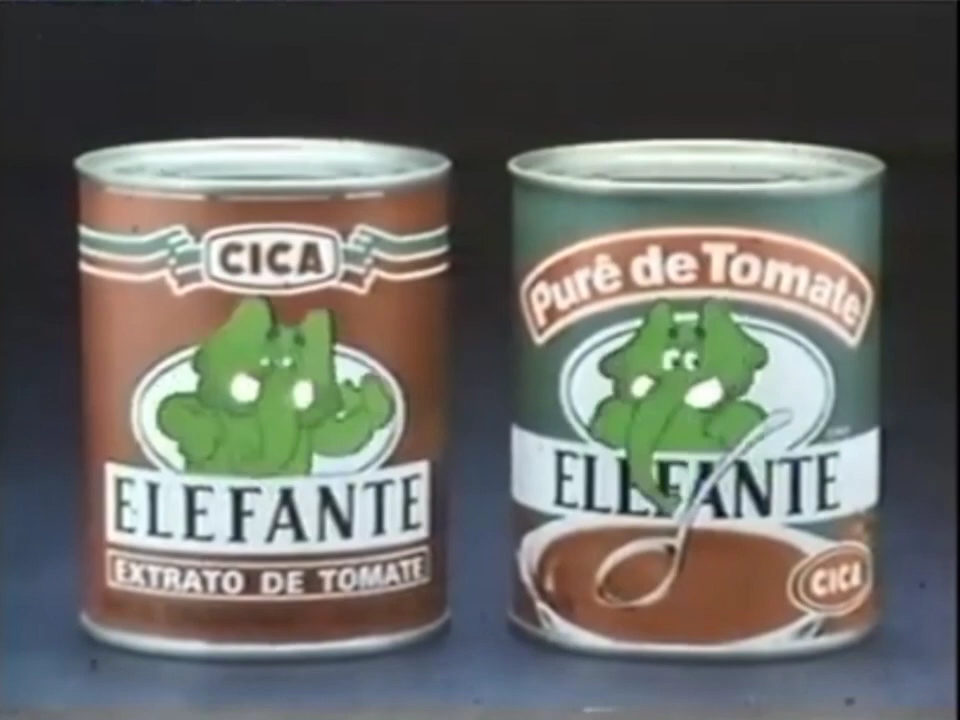 CICA
ELEFANTE
EXTRATO DE TOMATE
Purê de Tomate
ELEFANTE
CICA